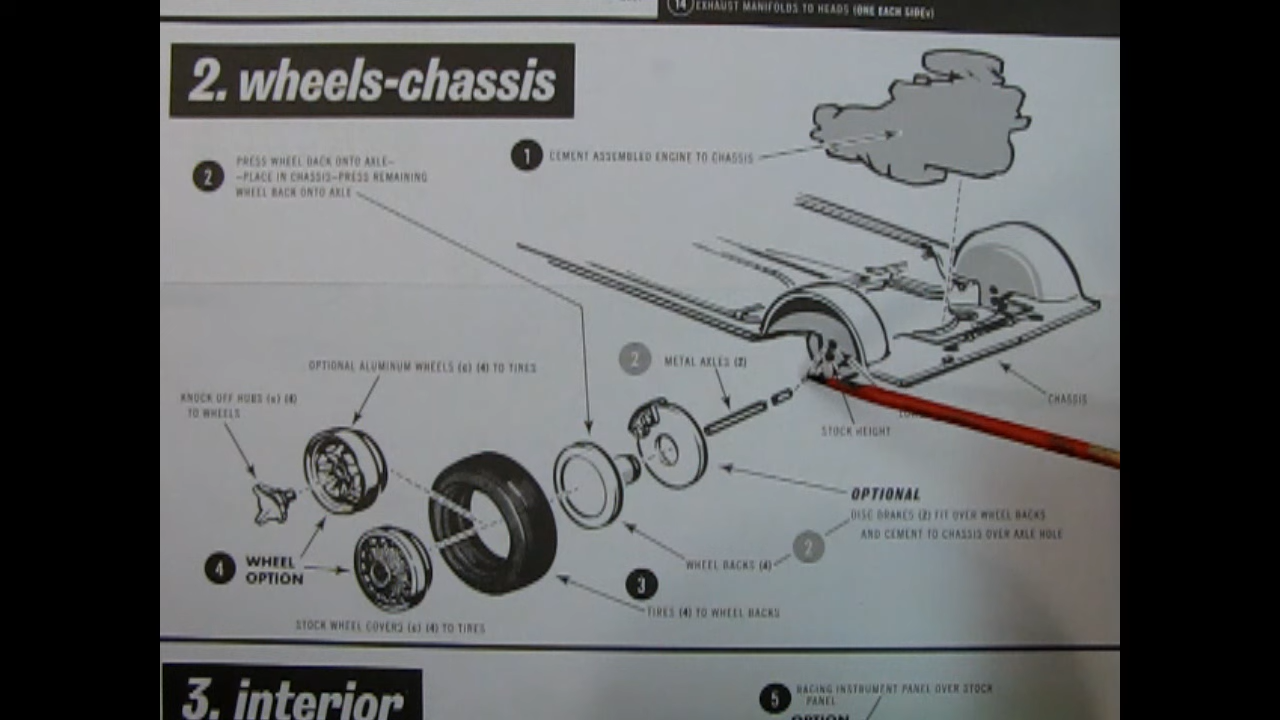 14 EXHAUST MANIFOLDS TO HEADS (ONE EACH SIDE)
2. wheels-chassis
2 PRESS WHEEL BACK ONTO AXLE–
–PLACE IN CHASSIS–PRESS REMAINING
WHEEL BACK ONTO AXLE
1 CEMENT ASSEMBLED ENGINE TO CHASSIS
OPTIONAL ALUMINUM WHEELS (c) (4) TO TIRES
2 METAL AXLES (2)
KNOCK OFF HUBS (c) (4)
TO WHEELS
CHASSIS
STOCK HEIGHT
OPTIONAL
DISC BRAKES (2) FIT OVER WHEEL BACKS
AND CEMENT TO CHASSIS OVER AXLE HOLE
2
WHEEL BACKS (4)
4 WHEEL
OPTION
3
TIRES (4) TO WHEEL BACKS
STOCK WHEEL COVERS (c) (4) TO TIRES
3. interior
5 RACING INSTRUMENT PANEL OVER STOCK
PANEL
OPTION